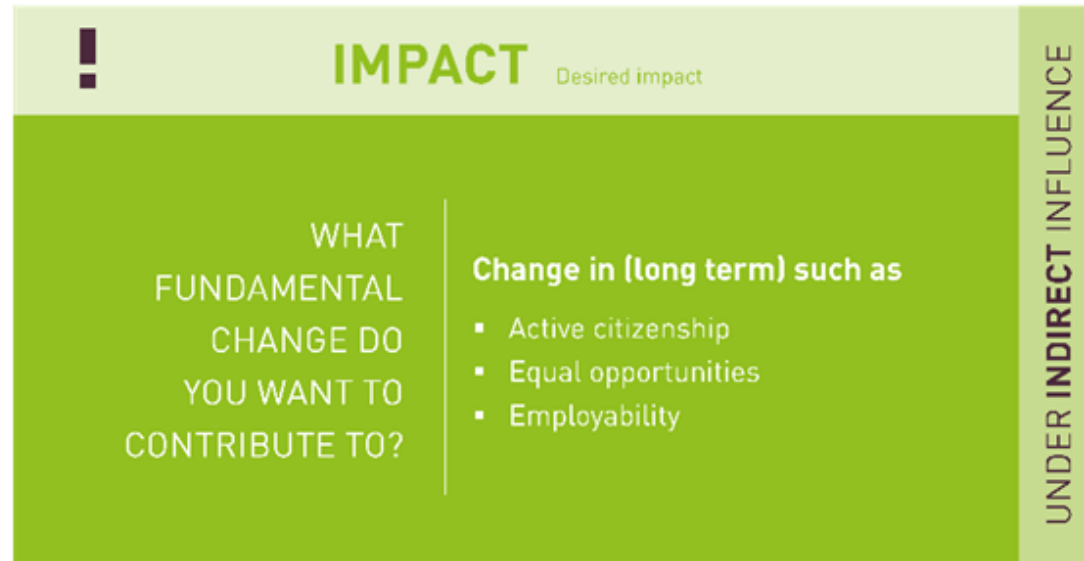 !
IMPACT Desired impact
WHAT
FUNDAMENTAL
CHANGE DO
YOU WANT TO
CONTRIBUTE TO?
Change in (long term) such as
▪ Active citizenship
▪ Equal opportunities
▪ Employability
UNDER INDIRECT INFLUENCE